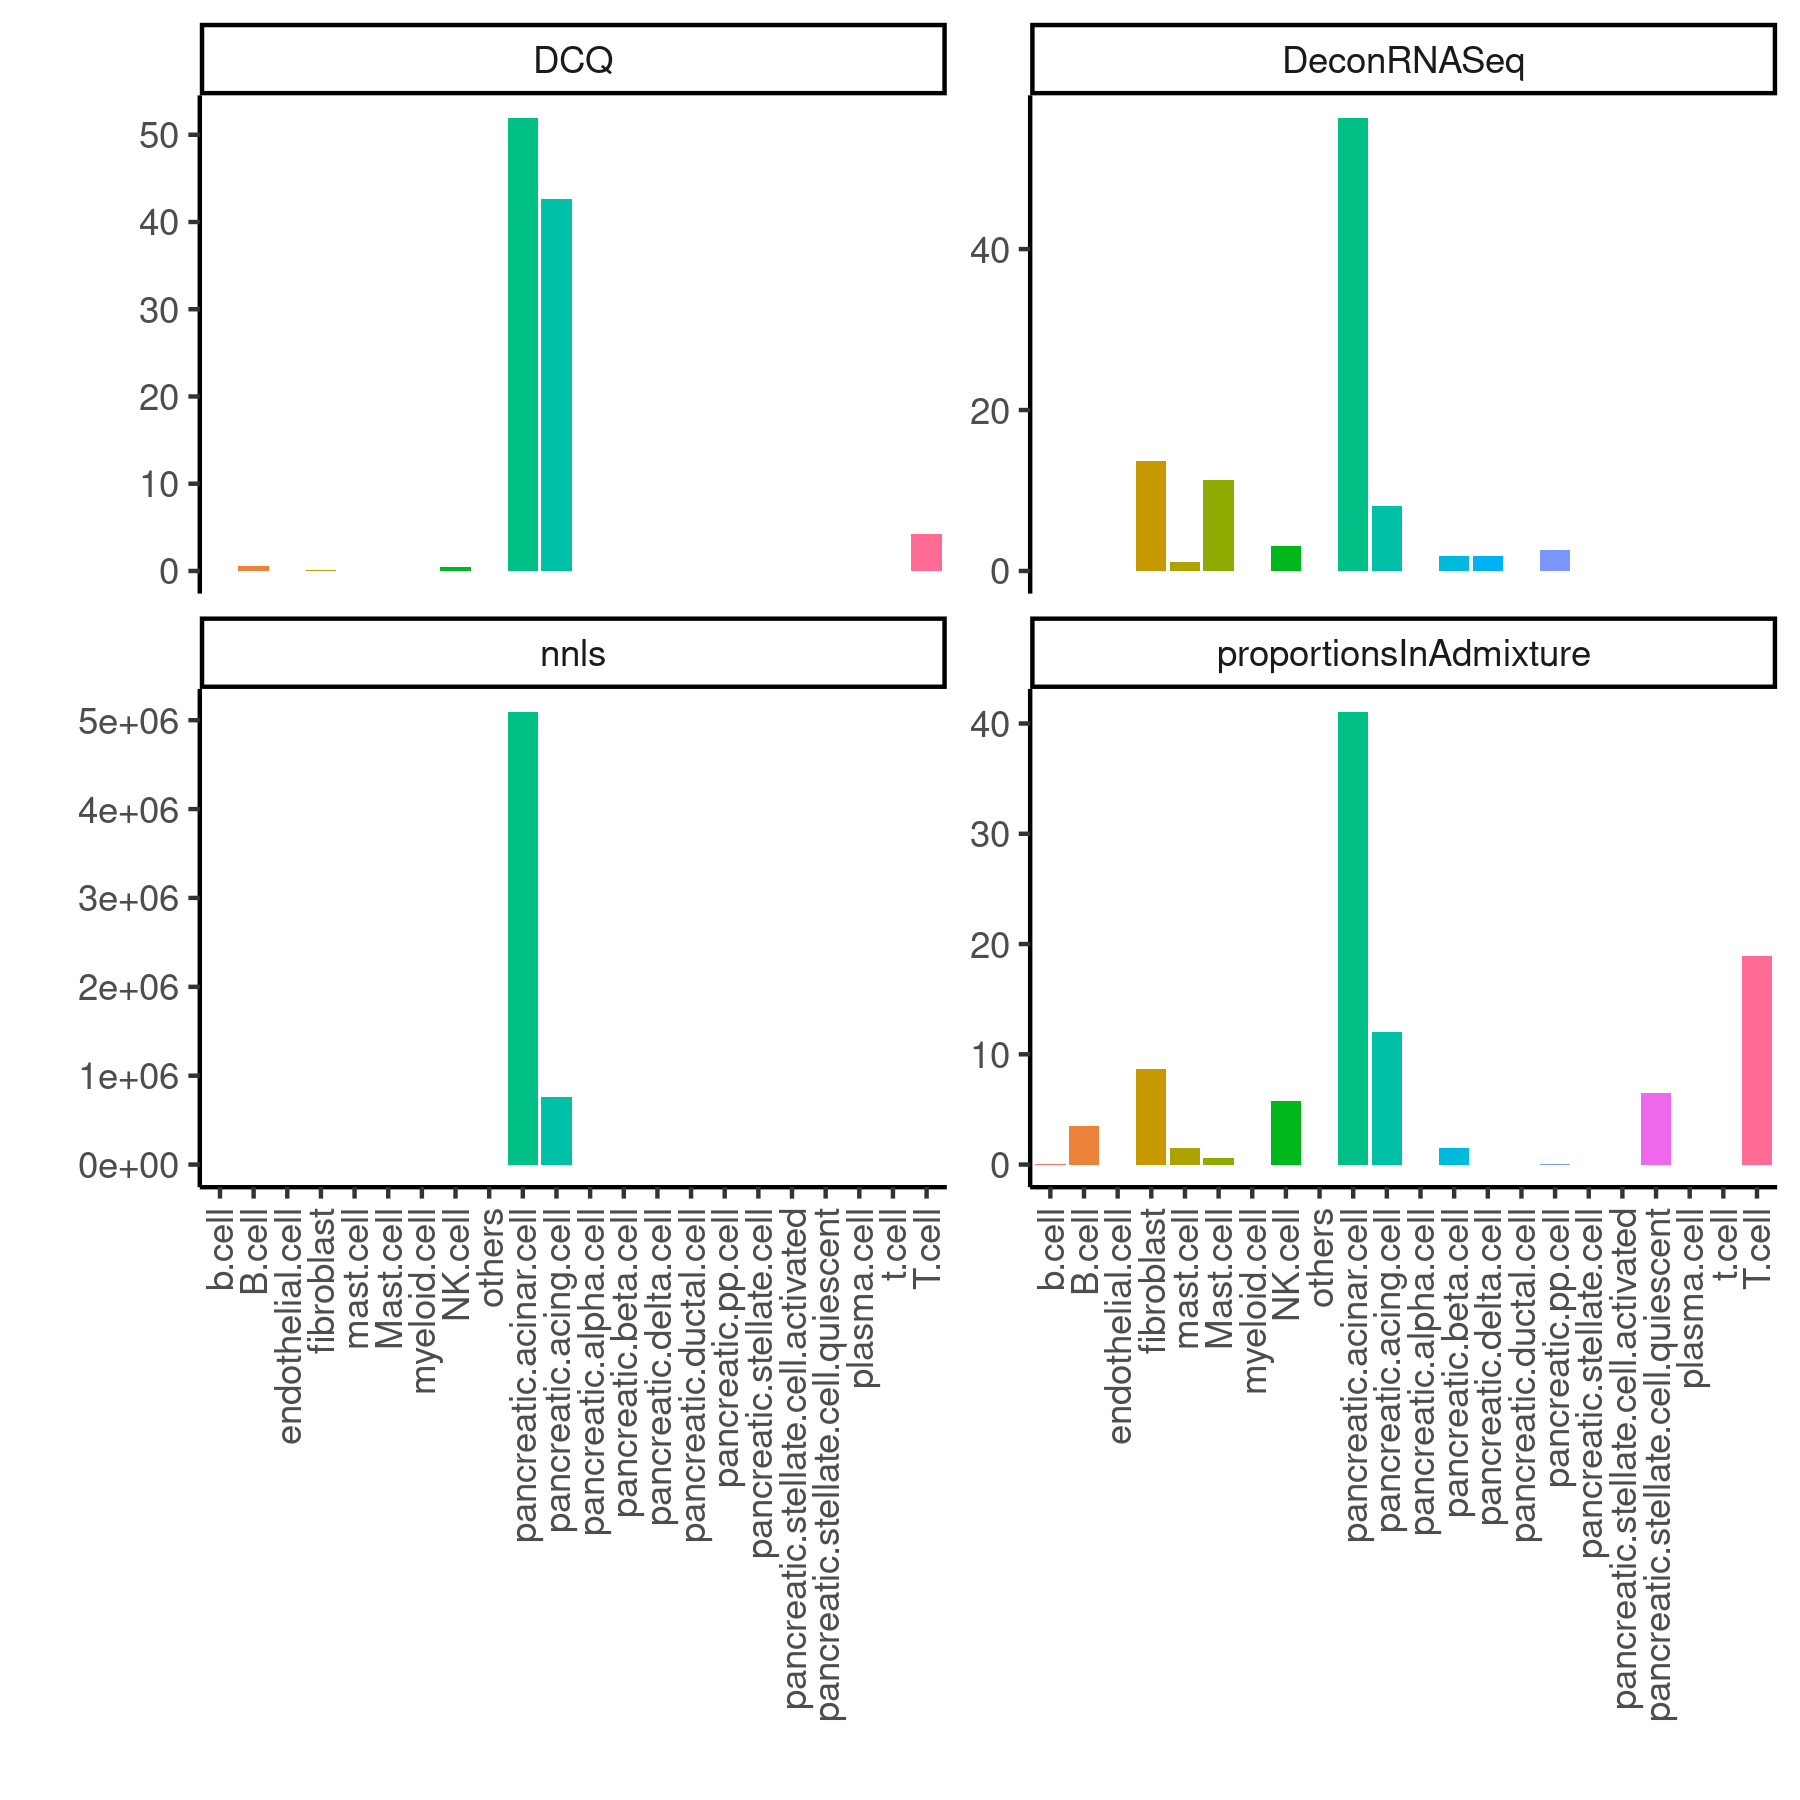 DCQ
DeconRNASeq
50
40
30
20
10
0
40
20
0
nnls
proportionsInAdmixture
5e+06
4e+06
3e+06
2e+06
1e+06
0e+00
40
30
20
10
0
b.cell
B.cell
endothelial.cell
fibroblast
mast.cell
Mast.cell
myeloid.cell
NK.cell
others
pancreatic.acinar.cell
pancreatic.acing.cell
pancreatic.alpha.cell
pancreatic.beta.cell
pancreatic.delta.cell
pancreatic.ductal.cell
pancreatic.pp.cell
pancreatic.stellate.cell
pancreatic.stellate.cell.activated
pancreatic.stellate.cell.quiescent
plasma.cell
t.cell
T.cell
b.cell
B.cell
endothelial.cell
fibroblast
mast.cell
Mast.cell
myeloid.cell
NK.cell
others
pancreatic.acinar.cell
pancreatic.acing.cell
pancreatic.alpha.cell
pancreatic.beta.cell
pancreatic.delta.cell
pancreatic.ductal.cell
pancreatic.pp.cell
pancreatic.stellate.cell
pancreatic.stellate.cell.activated
pancreatic.stellate.cell.quiescent
plasma.cell
t.cell
T.cell